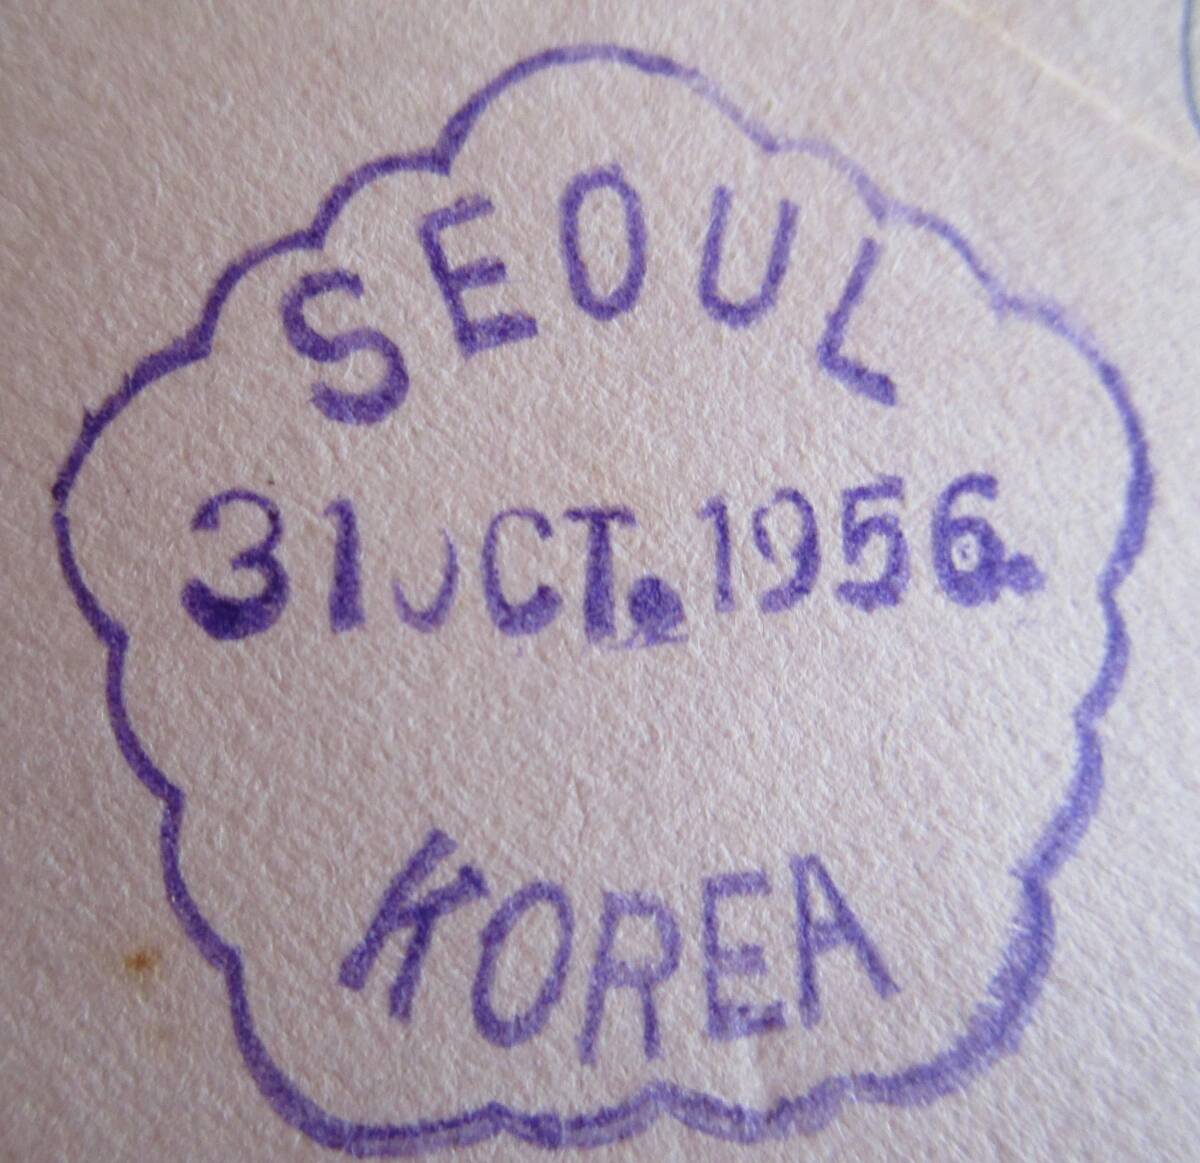 SEOUL
31 OCT. 1956.
KOREA